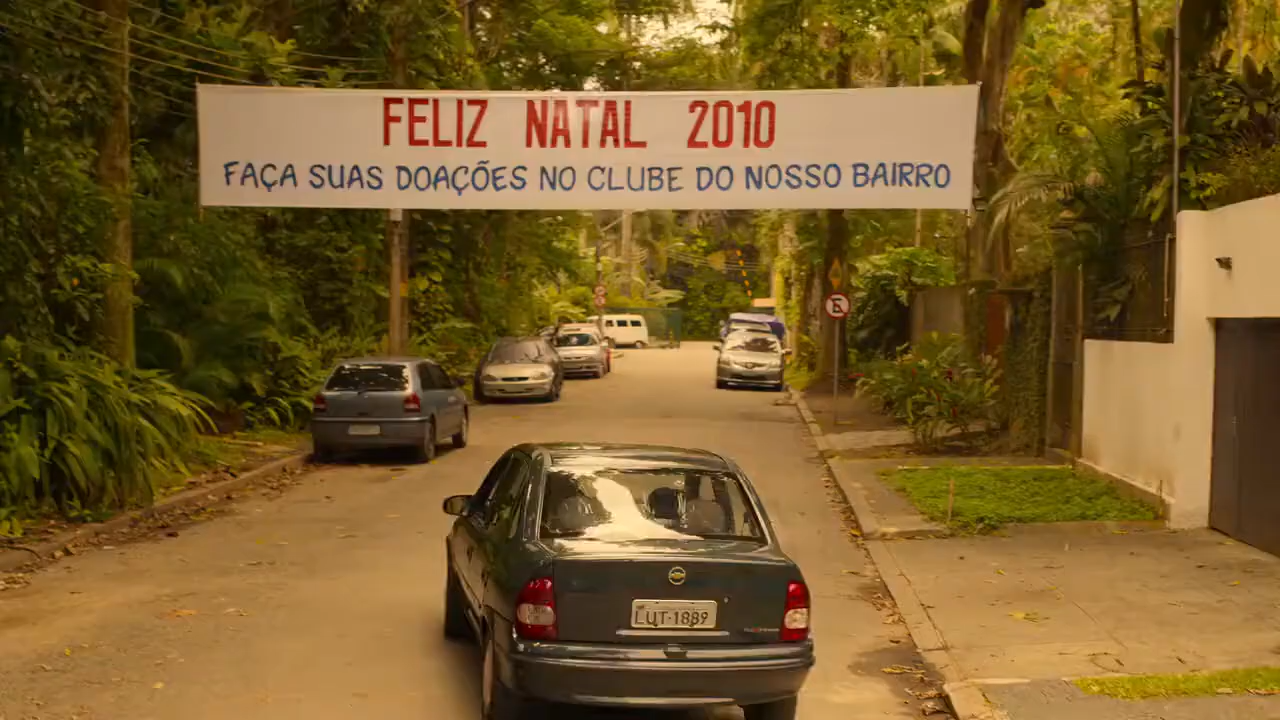 FELIZ NATAL 2010
FAÇA SUAS DOAÇÕES NO CLUBE DO NOSSO BAIRRO
E
LUT-1889